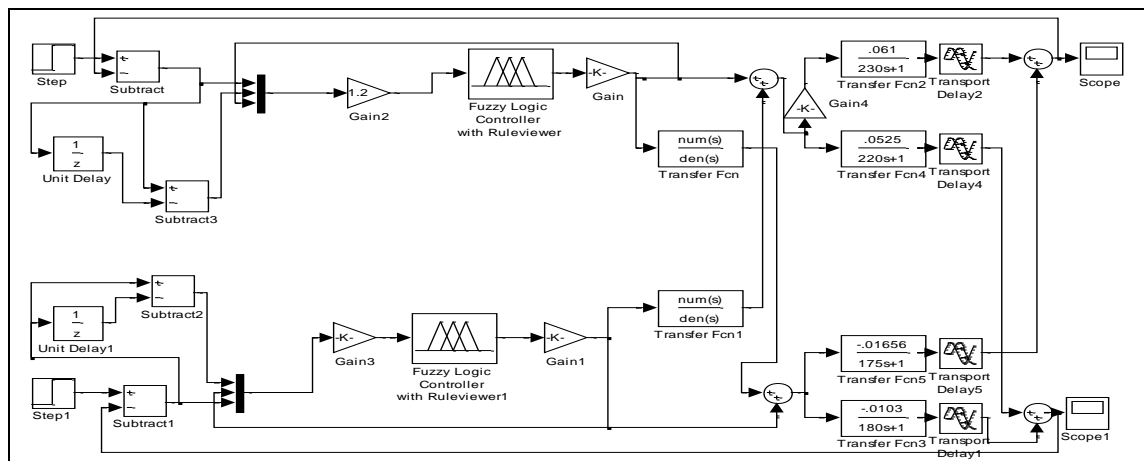 Step
Subtract
1
z
Unit Delay
Subtract3
1.2
Gain2
Fuzzy Logic
Controller
with Ruleviewer
-K-
Gain
num(s)
den(s)
Transfer Fcn
-K-
Gain4
.061
230s+1
Transfer Fcn2
Transport
Delay2
.0525
220s+1
Transfer Fcn4
Transport
Delay4
Scope
Subtract2
1
z
Unit Delay1
Step1
Subtract1
-K-
Gain3
Fuzzy Logic
Controller
with Ruleviewer1
-K-
Gain1
num(s)
den(s)
Transfer Fcn1
-.01656
175s+1
Transfer Fcn5
Transport
Delay5
-.0103
180s+1
Transfer Fcn3
Transport
Delay1
Scope1